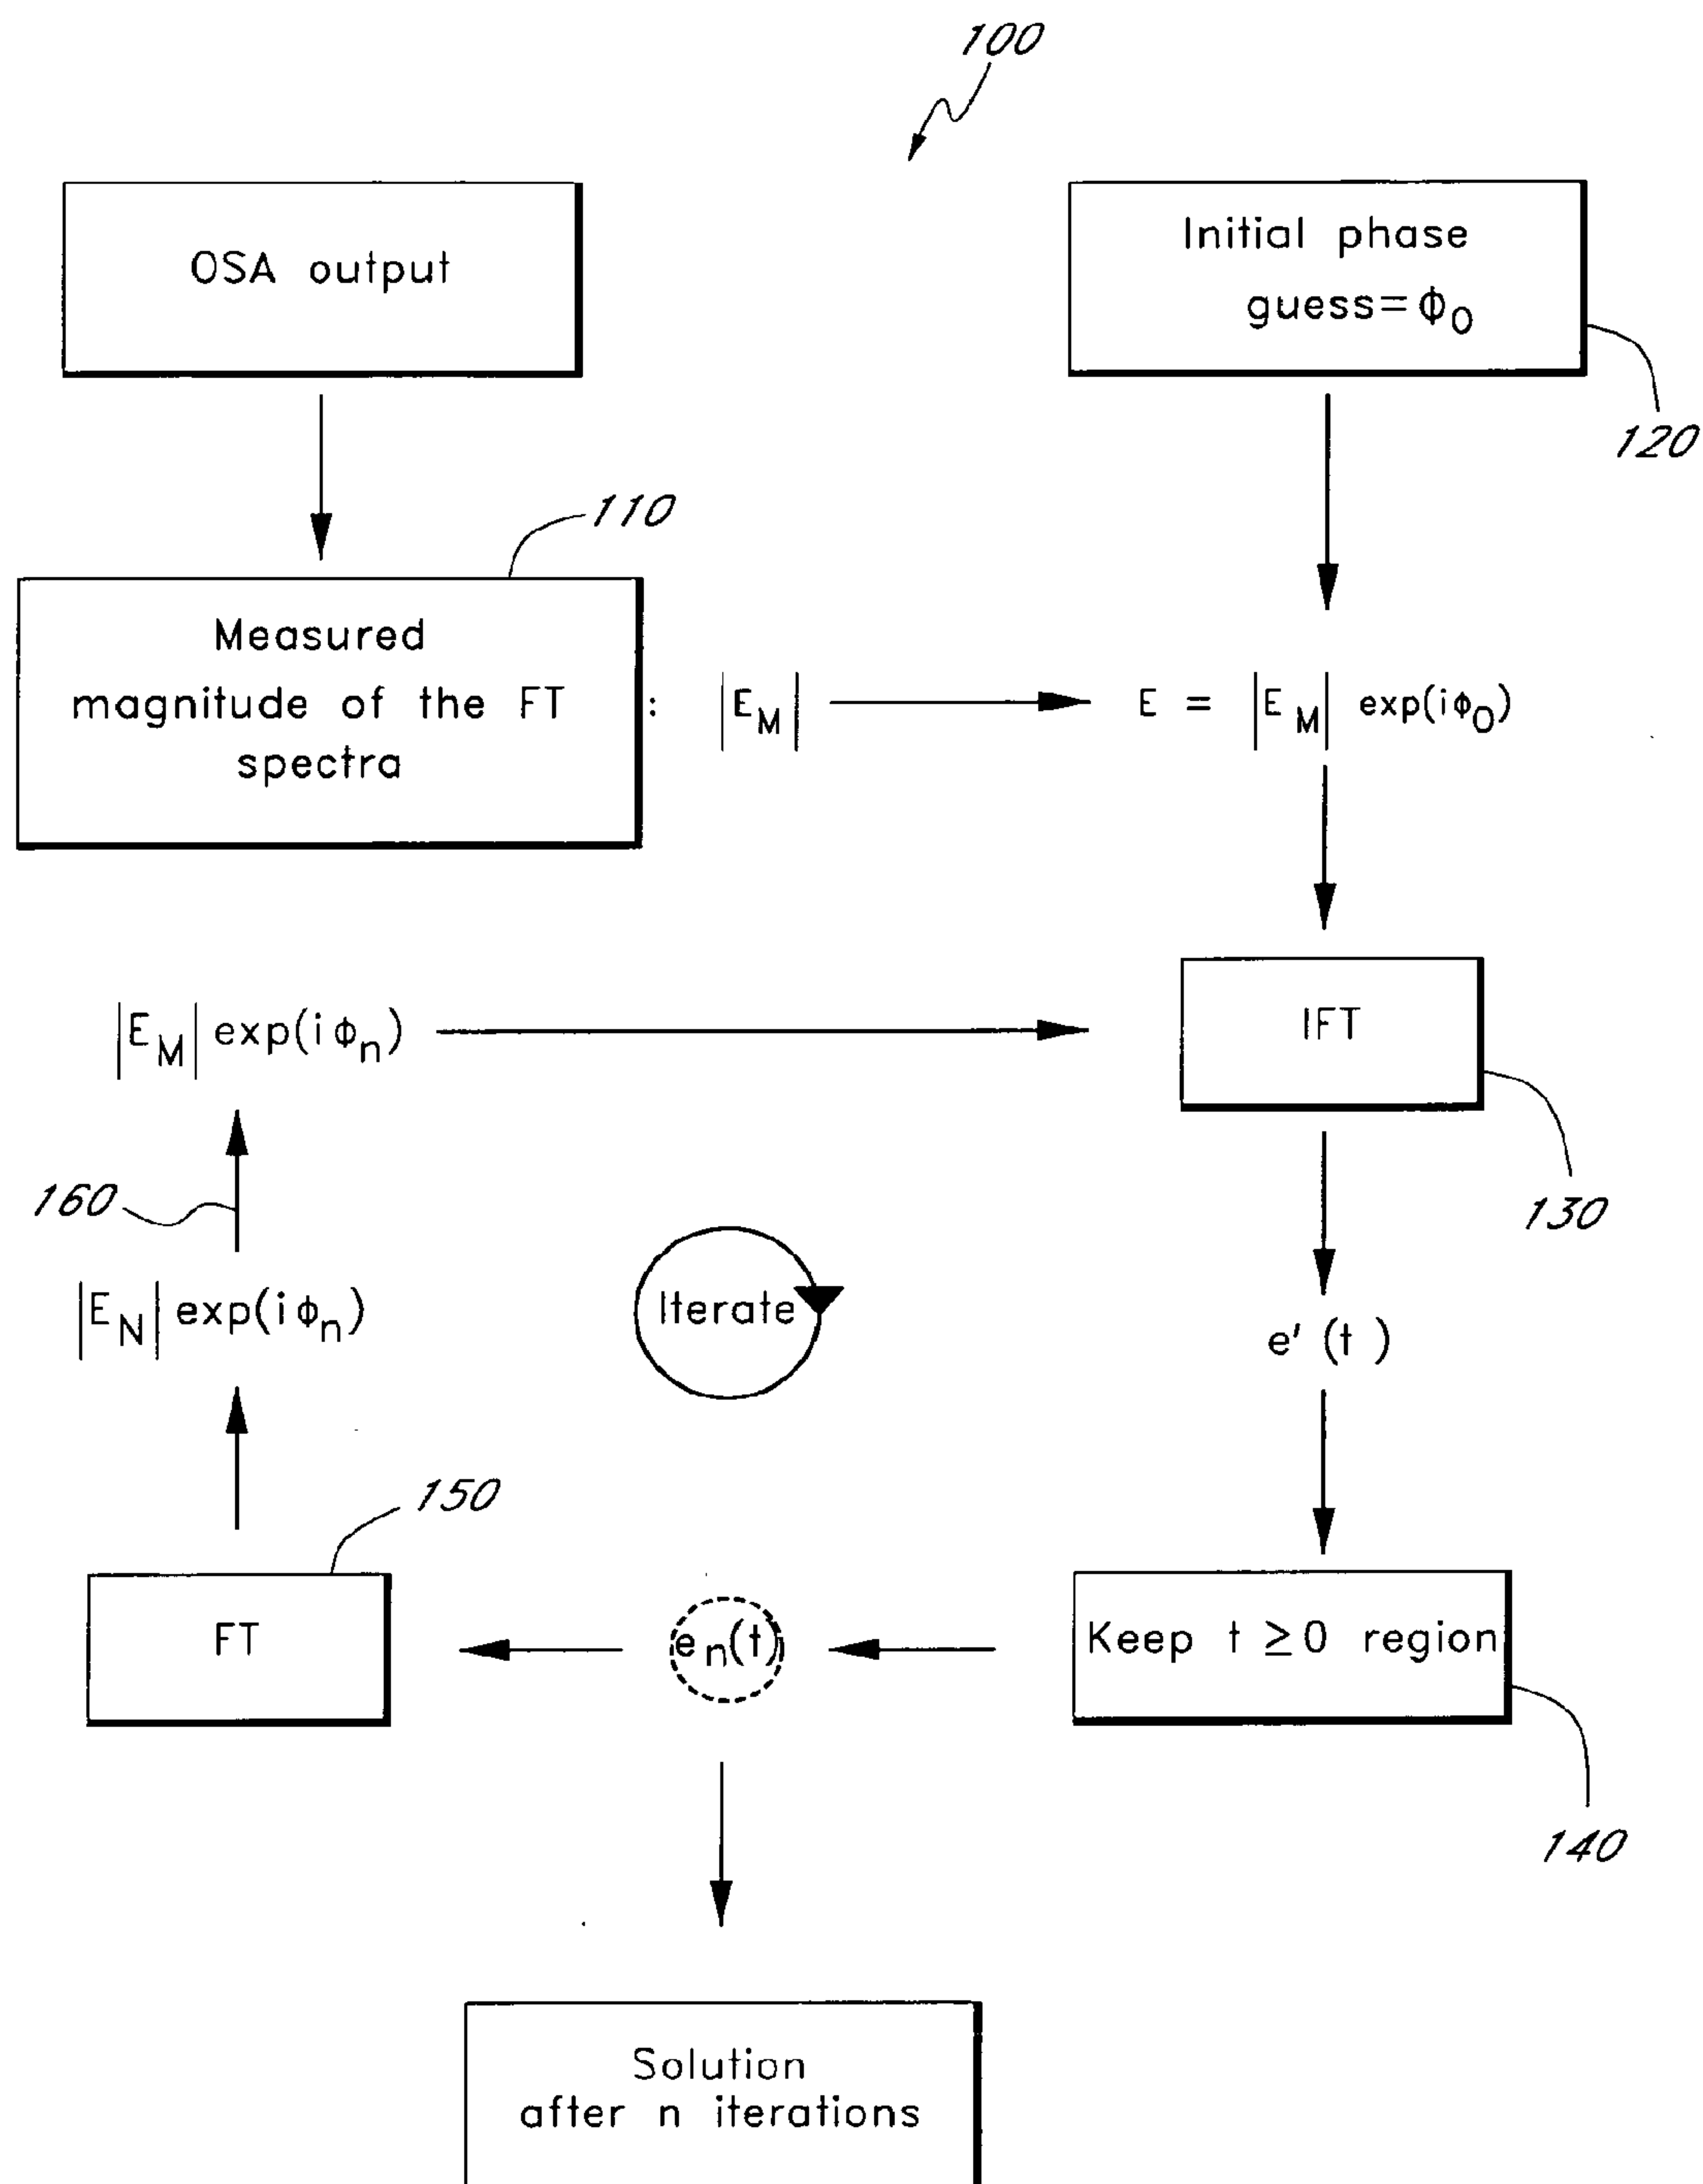 100
OSA output
Initial phase
guess=ϕ0
120
110
Measured
magnitude of the FT
spectra
: |EM|
E = |EM| exp(iϕ0)
|EM| exp(iϕn)
IFT
130
160
|EN| exp(iϕn)
Iterate
e' (t )
150
FT
en(t)
Keep t ≥0 region
140
Solution
after n iterations